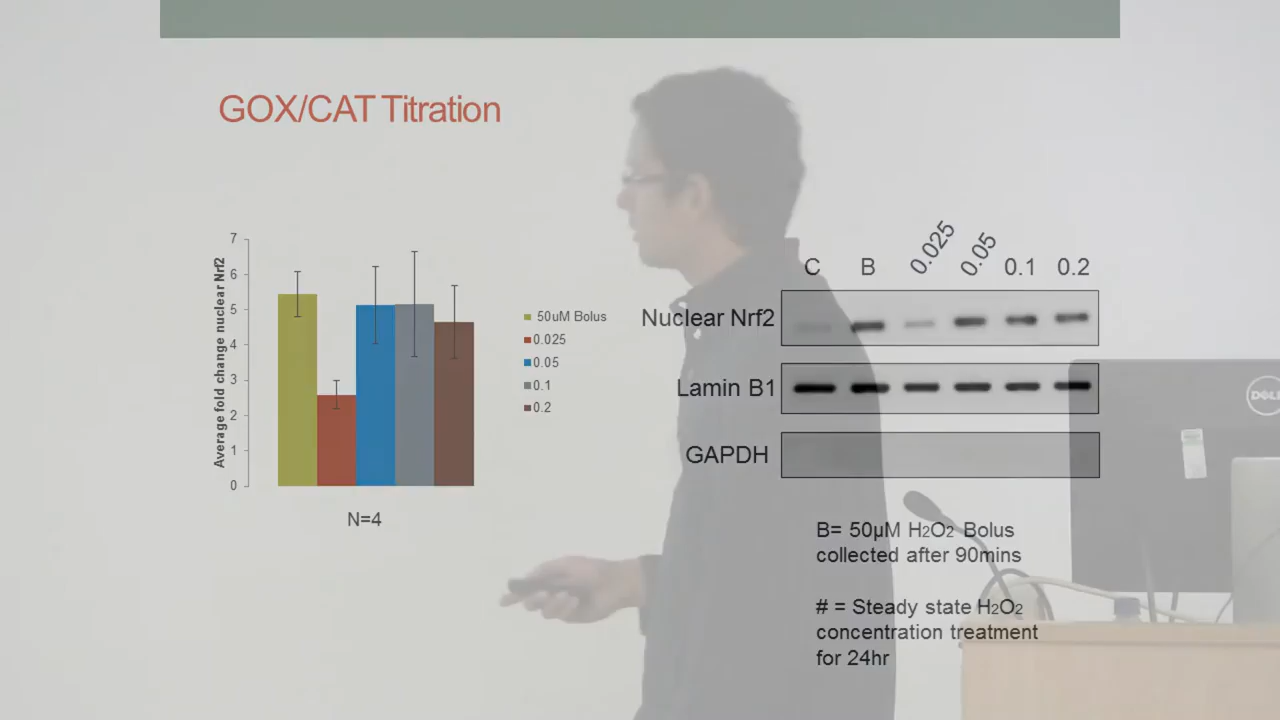 GOX/CAT Titration
Average fold change nuclear Nrf2
7
6
5
4
3
2
1
0
50uM Bolus
0.025
0.05
0.1
0.2
N=4
C B 0.025 0.05 0.1 0.2
Nuclear Nrf2
Lamin B1
GAPDH
B= 50µM H2O2 Bolus
collected after 90mins
# = Steady state H2O2
concentration treatment
for 24hr
DELL